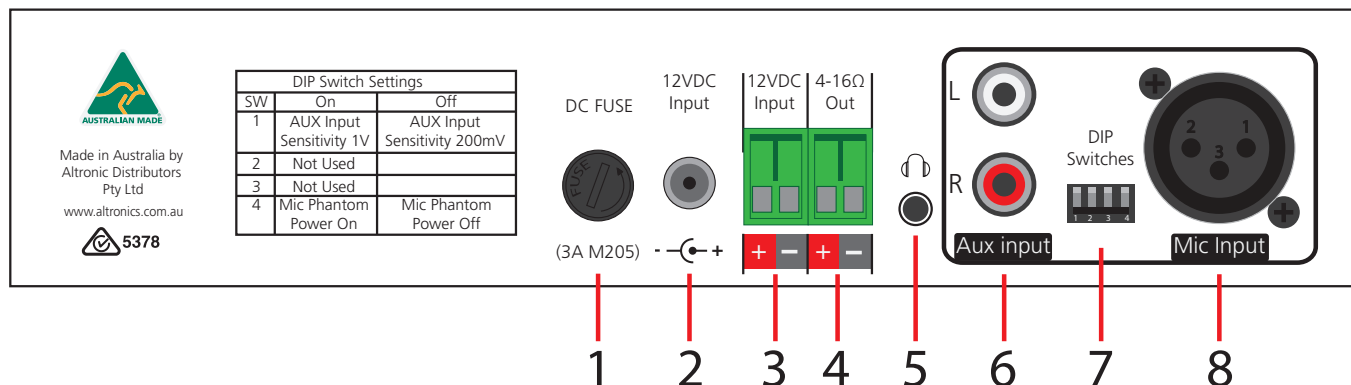 AUSTRALIAN MADE
Made in Australia by
Altronic Distributors
Pty Ltd
www.altronics.com.au
5378
DIP Switch Settings
SW On Off
1 AUX Input AUX Input
Sensitivity 1V Sensitivity 200mV
2 Not Used
3 Not Used
4 Mic Phantom Mic Phantom
Power On Power Off
DC FUSE
FUSE
(3A M205)
12VDC
Input
- +
12VDC
Input
+ −
4-16Ω
Out
+ −
L
R
Aux input
DIP
Switches
1 2 3 4
2 1
3
Mic Input
1 2 3 4 5 6 7 8